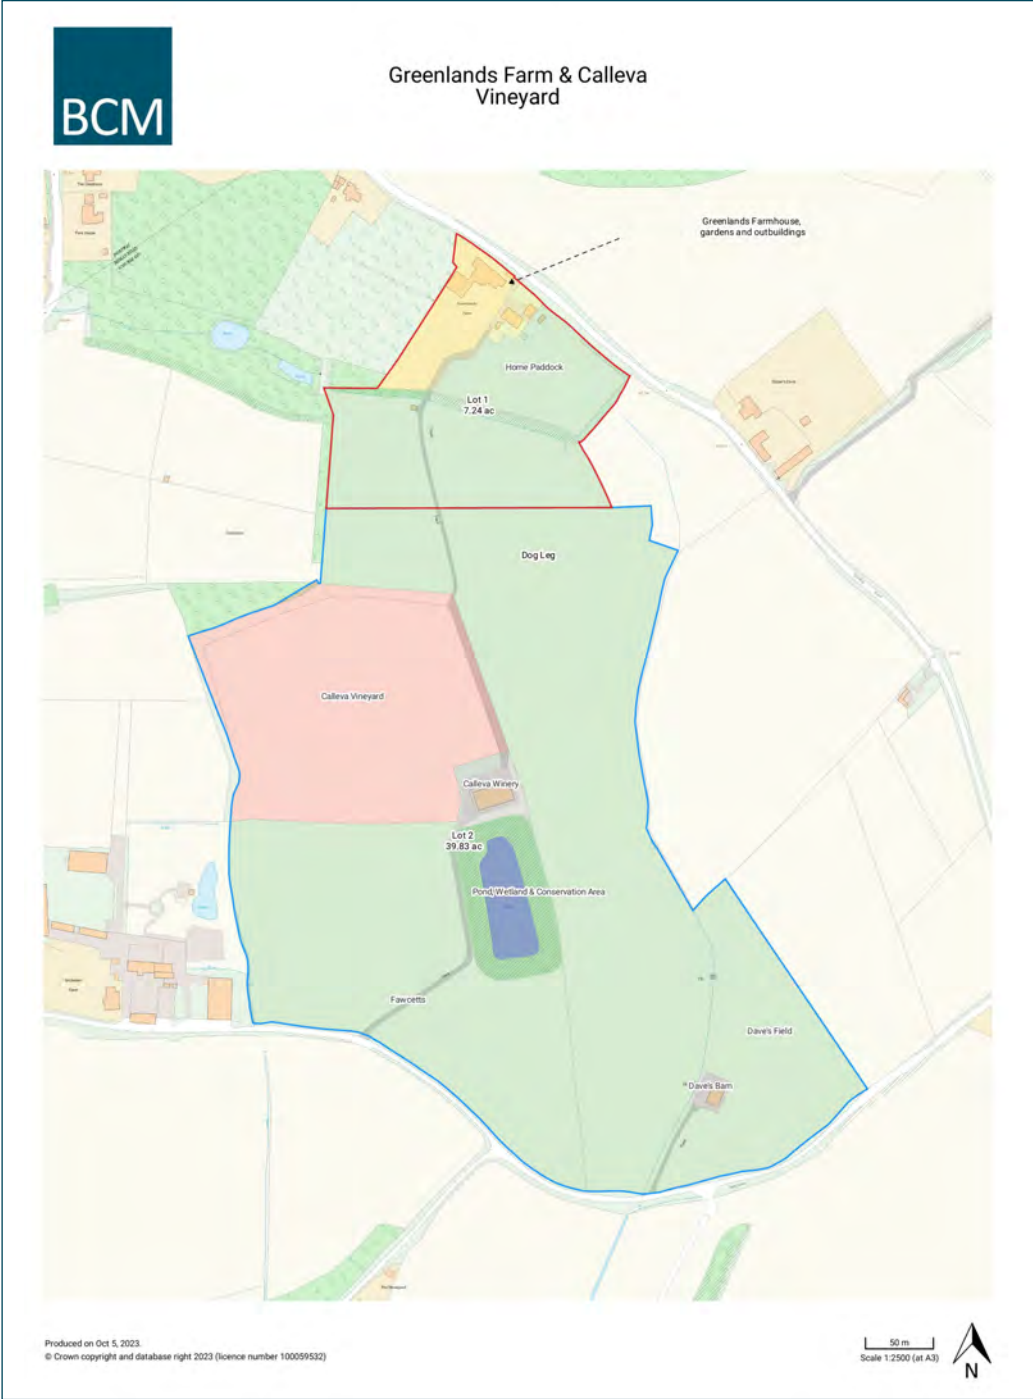 BCM
Greenlands Farm & Calleva
Vineyard
Greenlands Farmhouse,
gardens and outbuildings
Home Paddock
Lot 1
7.24 ac
Dog Leg
Calleva Vineyard
Calleva Winery
Lot 2
39.83 ac
Pond, Wetland & Conservation Area
Fawcetts
Dave's Field
Dave's Barn
Produced on Oct 5, 2023.
© Crown copyright and database right 2023 (licence number 100059532)
50 m
Scale 1:2500 (at A3)
N